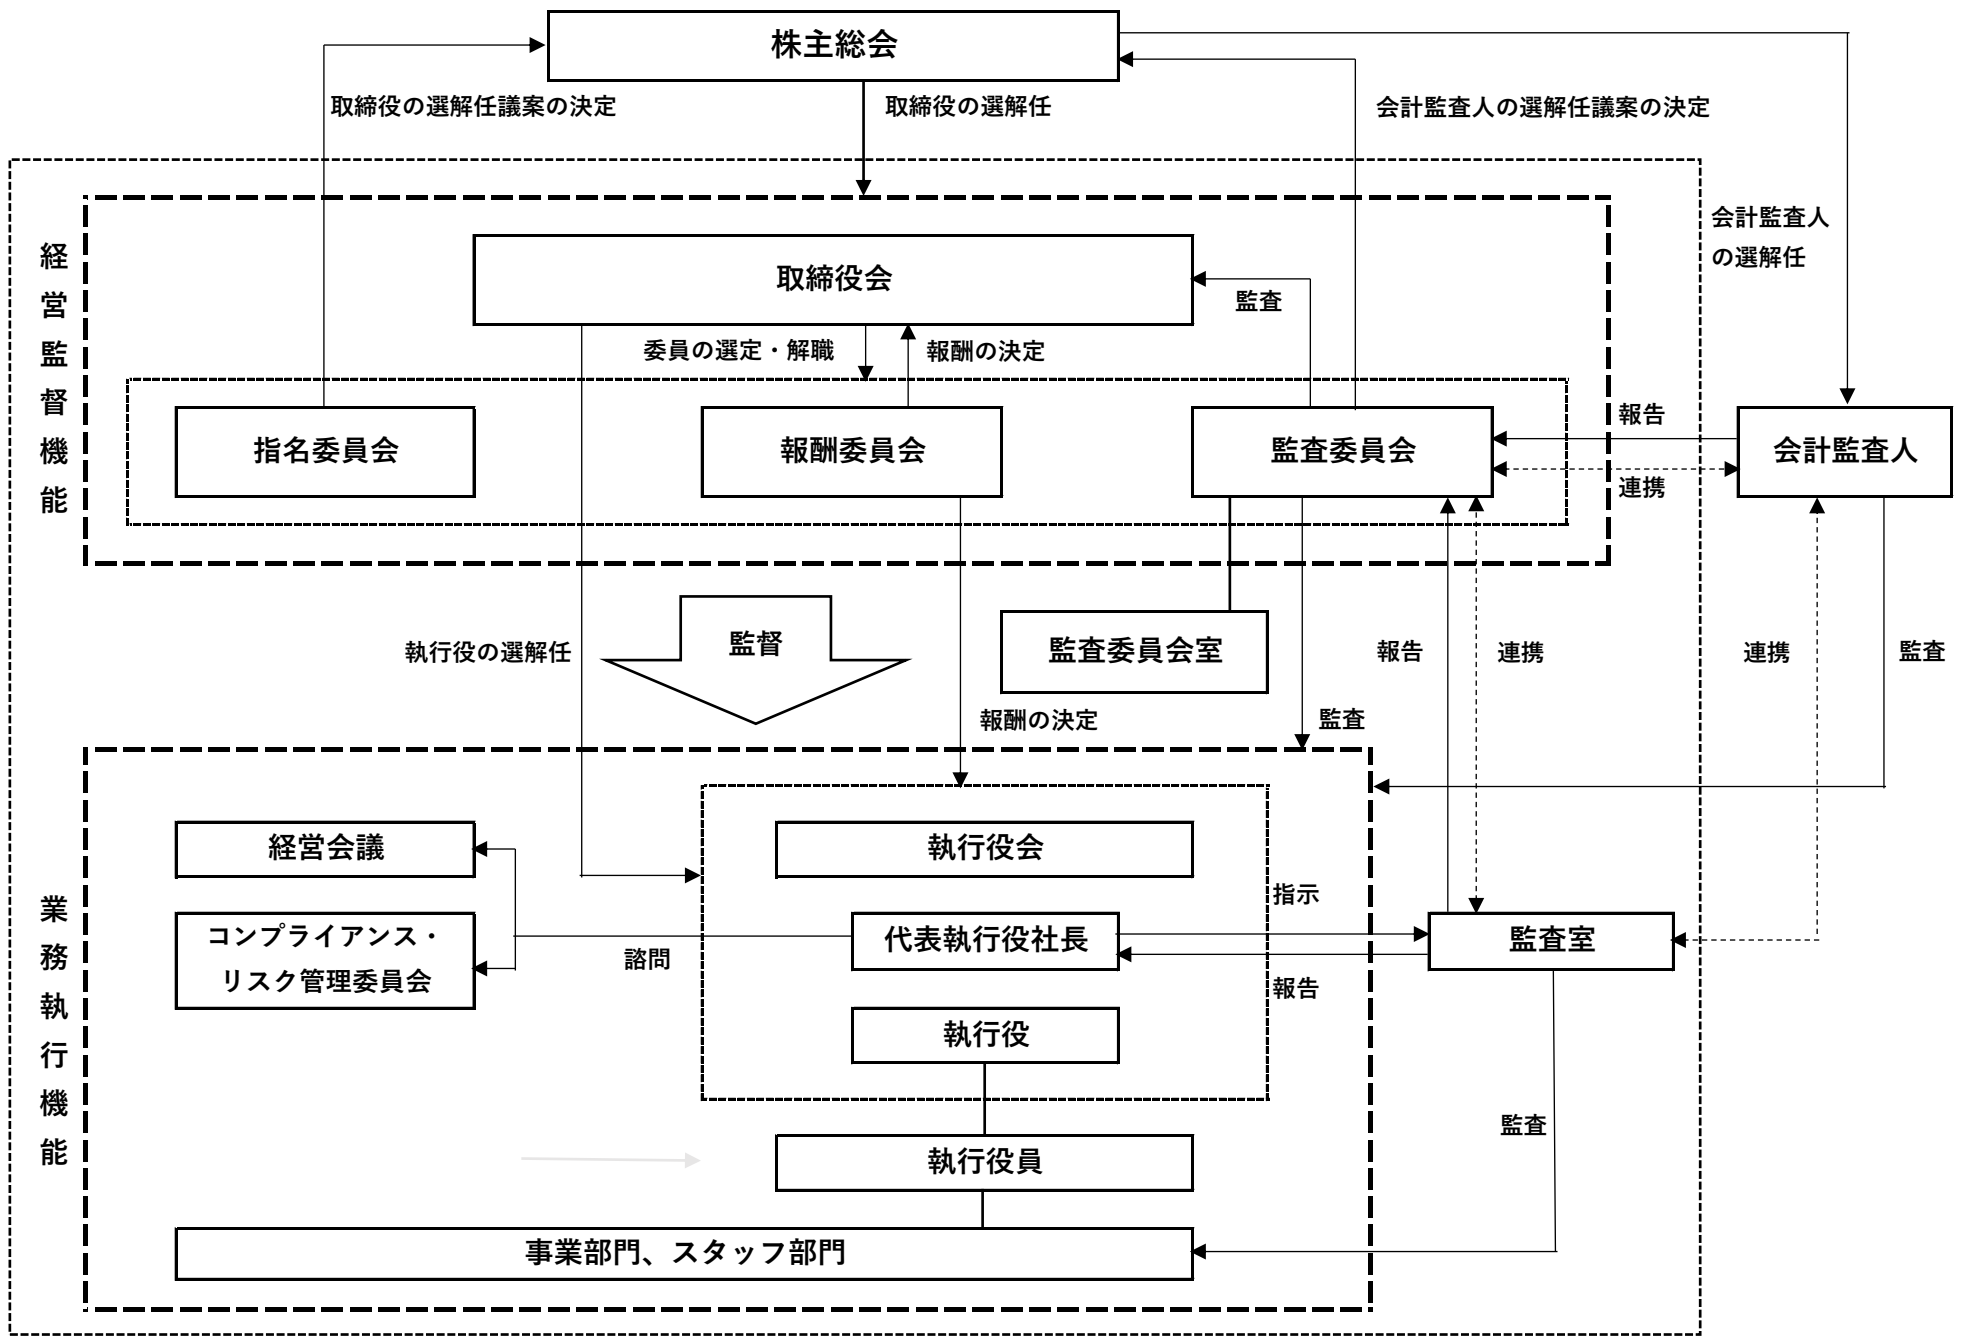 株主総会
取締役の選解任議案の決定
取締役の選解任
会計監査人の選解任議案の決定
会計監査人
の選解任
経営監督機能
取締役会
監査
委員の選定・解職
報酬の決定
指名委員会
報酬委員会
監査委員会
報告
連携
会計監査人
執行役の選解任
監督
監査委員会室
報告
連携
連携
監査
報酬の決定
監査
業務執行機能
経営会議
執行役会
コンプライアンス・
リスク管理委員会
諮問
代表執行役社長
指示
報告
監査室
執行役
監査
執行役員
事業部門、スタッフ部門